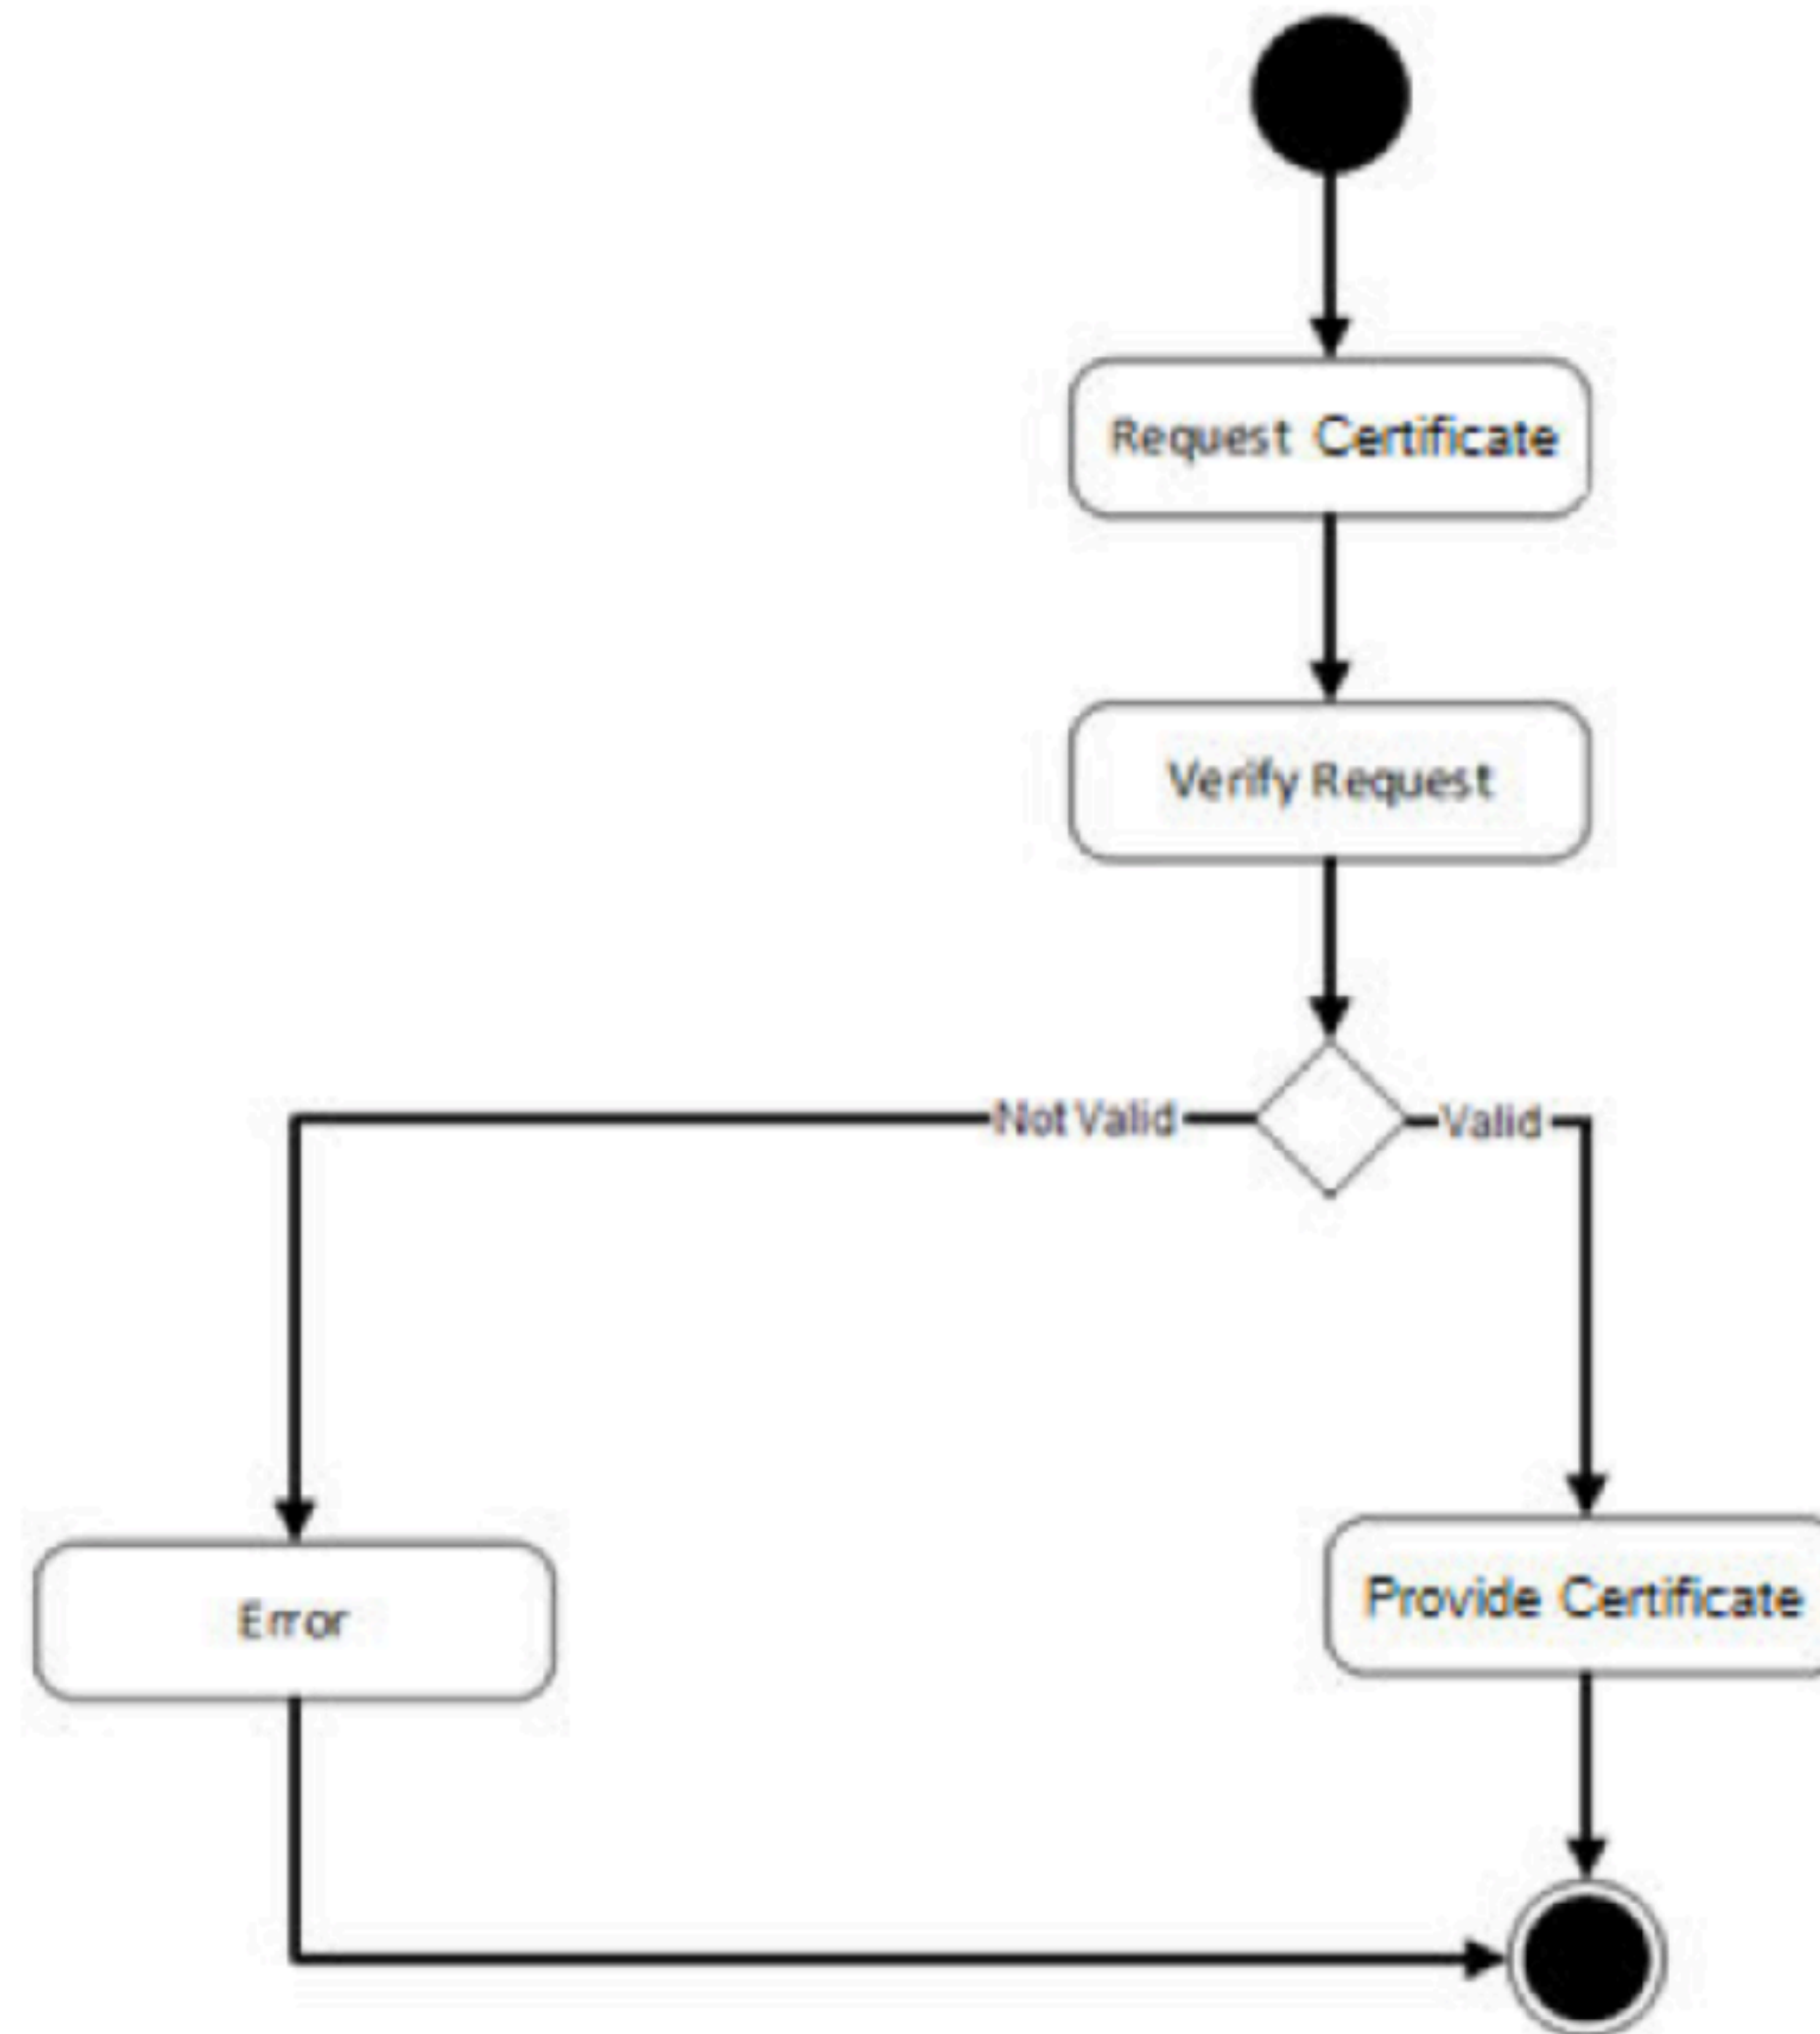 Request Certificate
Verify Request
Not Valid
Valid
Error
Provide Certificate